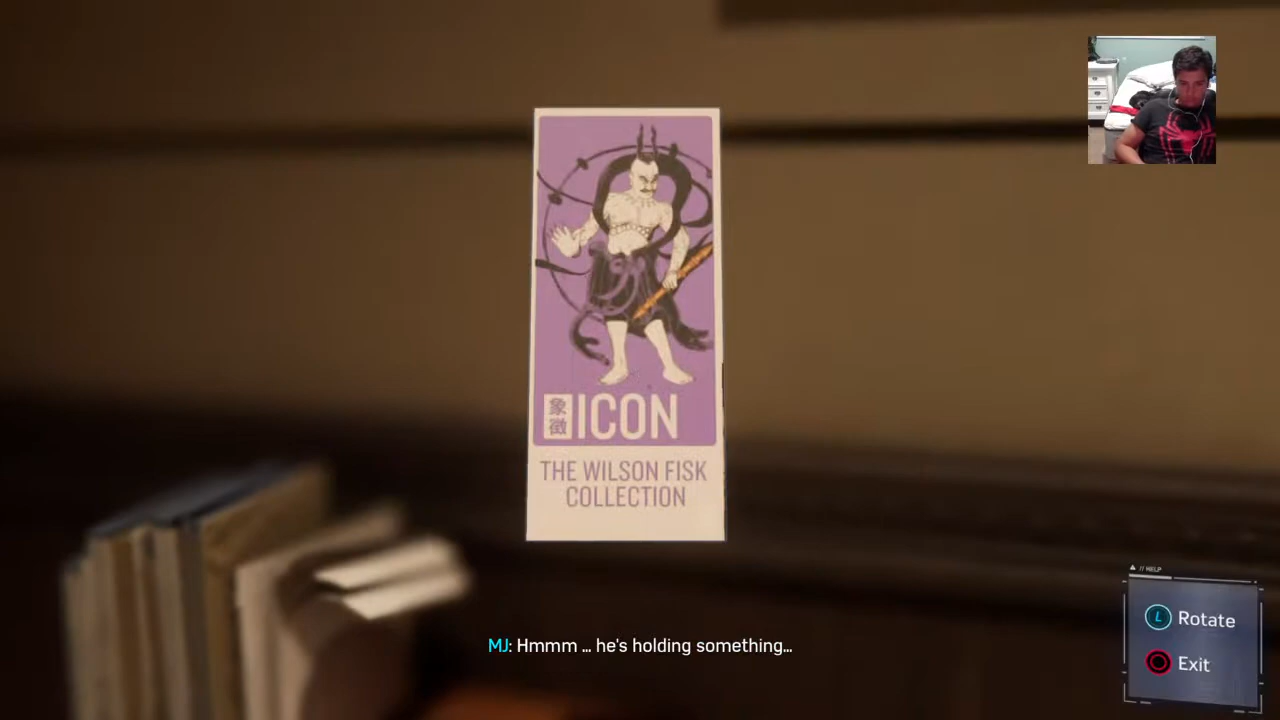 象
徵
ICON
THE WILSON FISK
COLLECTION
// HELP
L Rotate
Exit
MJ: Hmmm ... he's holding something...